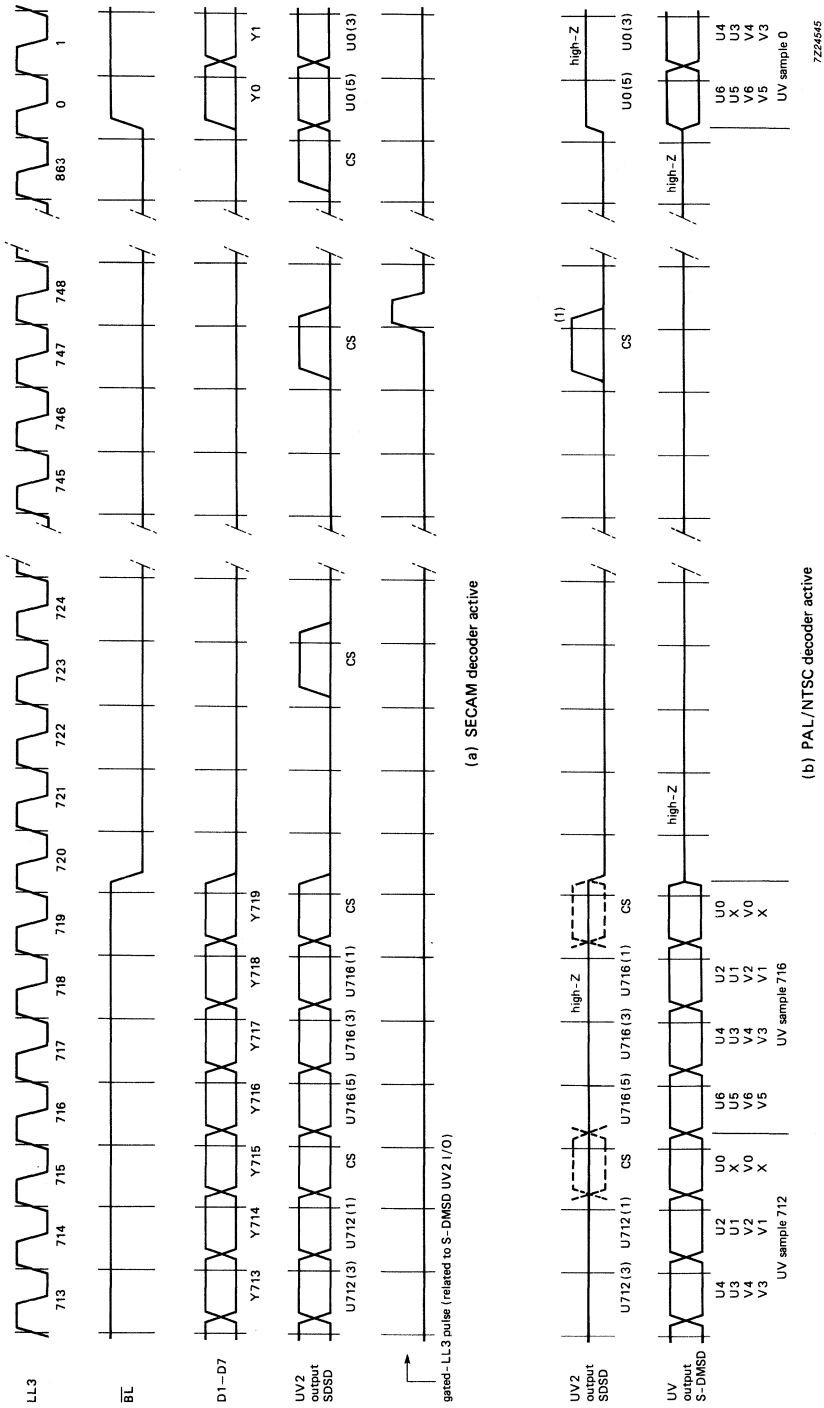 LL3
713 714 715 716 717 718 719 720 721 722 723 724 745 746 747 748 863 0 1
BL
D1–D7
Y713 Y714 Y715 Y716 Y717 Y718 Y719 Y0 Y1
UV2
output
SDSD
U712(3) U712(1) CS U716(5) U716(3) U716(1) CS CS CS CS U0(5) U0(3)
gated-LL3 pulse (related to S-DMSD UV2 I/O)
(a) SECAM decoder active
UV2
output
SDSD
high-Z (1) high-Z
U712(3) U712(1) CS U716(5) U716(3) U716(1) CS CS U0(5) U0(3)
UV
output
S-DMSD
high-Z high-Z
U4 U2 U0 U6 U4 U2 U0 U6 U4
U3 U1 X U5 U3 U1 X U5 U3
V4 V2 V0 V6 V4 V2 V0 V6 V4
V3 V1 X V5 V3 V1 X V5 V3
UV sample 712 UV sample 716 UV sample 0
(b) PAL/NTSC decoder active
7Z24545